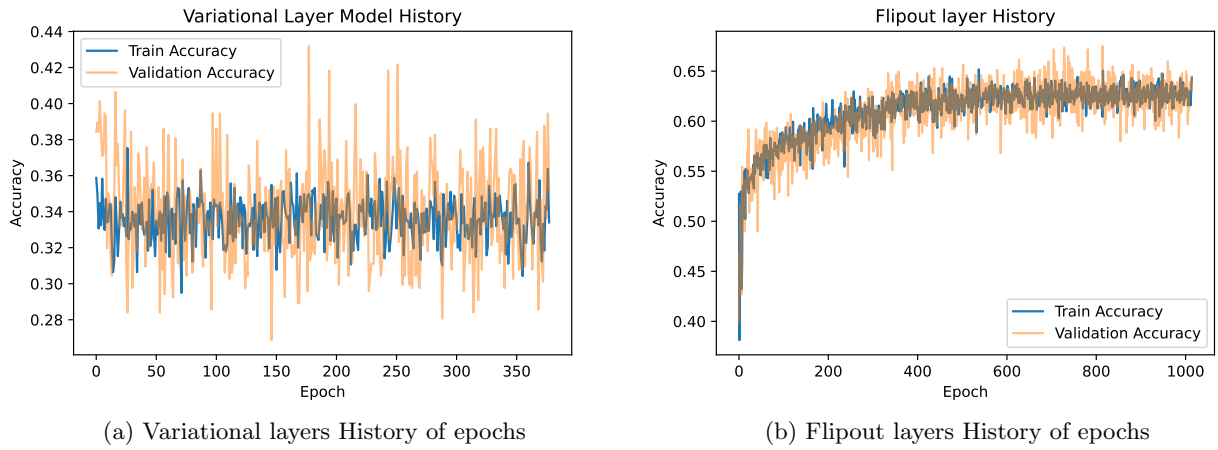 Variational Layer Model History
0.44
0.42
0.40
0.38
0.36
0.34
0.32
0.30
0.28
Accuracy
Train Accuracy
Validation Accuracy
0 50 100 150 200 250 300 350
Epoch
(a) Variational layers History of epochs
Flipout layer History
0.65
0.60
0.55
0.50
0.45
0.40
Accuracy
Train Accuracy
Validation Accuracy
0 200 400 600 800 1000
Epoch
(b) Flipout layers History of epochs